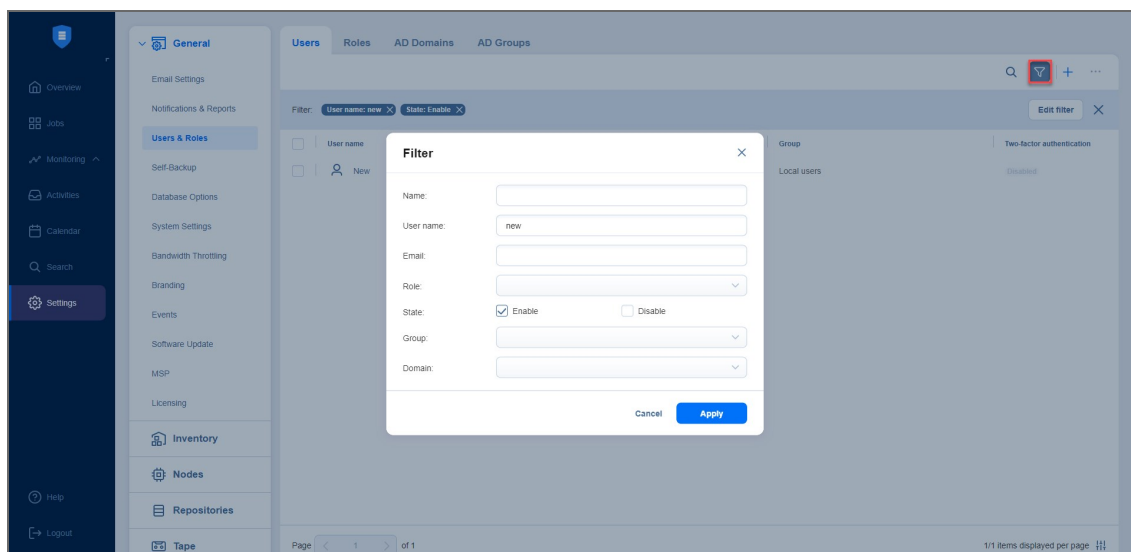 General
Users Roles AD Domains AD Groups
Email Settings
Overview
Notifications & Reports
Filter: User name: new State: Enable Edit filter
Jobs
Users & Roles
User name Group Two-factor authentication
Filter
Monitoring
Self-Backup
New Local users Disabled
Activities
Database Options
Name:
Calendar
System Settings
User name: new
Bandwidth Throttling
Email:
Search
Branding
Role:
Settings
Events
State: Enable Disable
Software Update
Group:
MSP
Domain:
Licensing
Cancel Apply
Inventory
Nodes
Help
Repositories
Logout
Tape
Page 1 of 1 1/1 items displayed per page